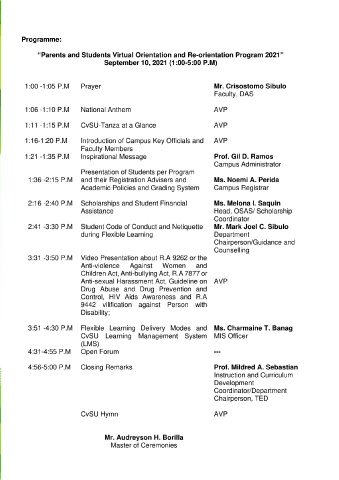 Programme:
"Parents and Students Virtual Orientation and Re-orientation Program 2021"
September 10, 2021 (1:00-5:00 P.M)
1:00 -1:05 P.M Prayer Mr. Crisostomo Sibulo
Faculty, DAS
1:06 -1:10 P.M National Anthem AVP
1:11 -1:15 P.M CvSU-Tanza at a Glance AVP
1:16-1:20 P.M Introduction of Campus Key Officials and AVP
Faculty Members
1:21 -1:35 P.M Inspirational Message Prof. Gil D. Ramos
Campus Administrator
Presentation of Students per Program
1:36 -2:15 P.M and their Registration Advisers and Ms. Noemi A. Perida
Academic Policies and Grading System Campus Registrar
2:16 -2:40 P.M Scholarships and Student Financial Ms. Melona I. Saquin
Assistance Head, OSAS/ Scholarship
Coordinator
2:41 -3:30 P.M Student Code of Conduct and Netiquette Mr. Mark Joel C. Sibulo
during Flexible Learning Department
Chairperson/Guidance and
Counselling
3:31 -3:50 P.M Video Presentation about R.A 9262 or the
Anti-violence Against Women and
Children Act, Anti-bullying Act, R.A 7877 or
Anti-sexual Harassment Act, Guideline on AVP
Drug Abuse and Drug Prevention and
Control, HIV Aids Awareness and R.A
9442 vilification against Person with
Disability;
3:51 -4:30 P.M Flexible Learning Delivery Modes and Ms. Charmaine T. Banag
CvSU Learning Management System MIS Officer
(LMS)
4:31-4:55 P.M Open Forum ---
4:56-5:00 P.M Closing Remarks Prof. Mildred A. Sebastian
Instruction and Curriculum
Development
Coordinator/Department
Chairperson, TED
CvSU Hymn AVP
Mr. Audreyson H. Borilla
Master of Ceremonies